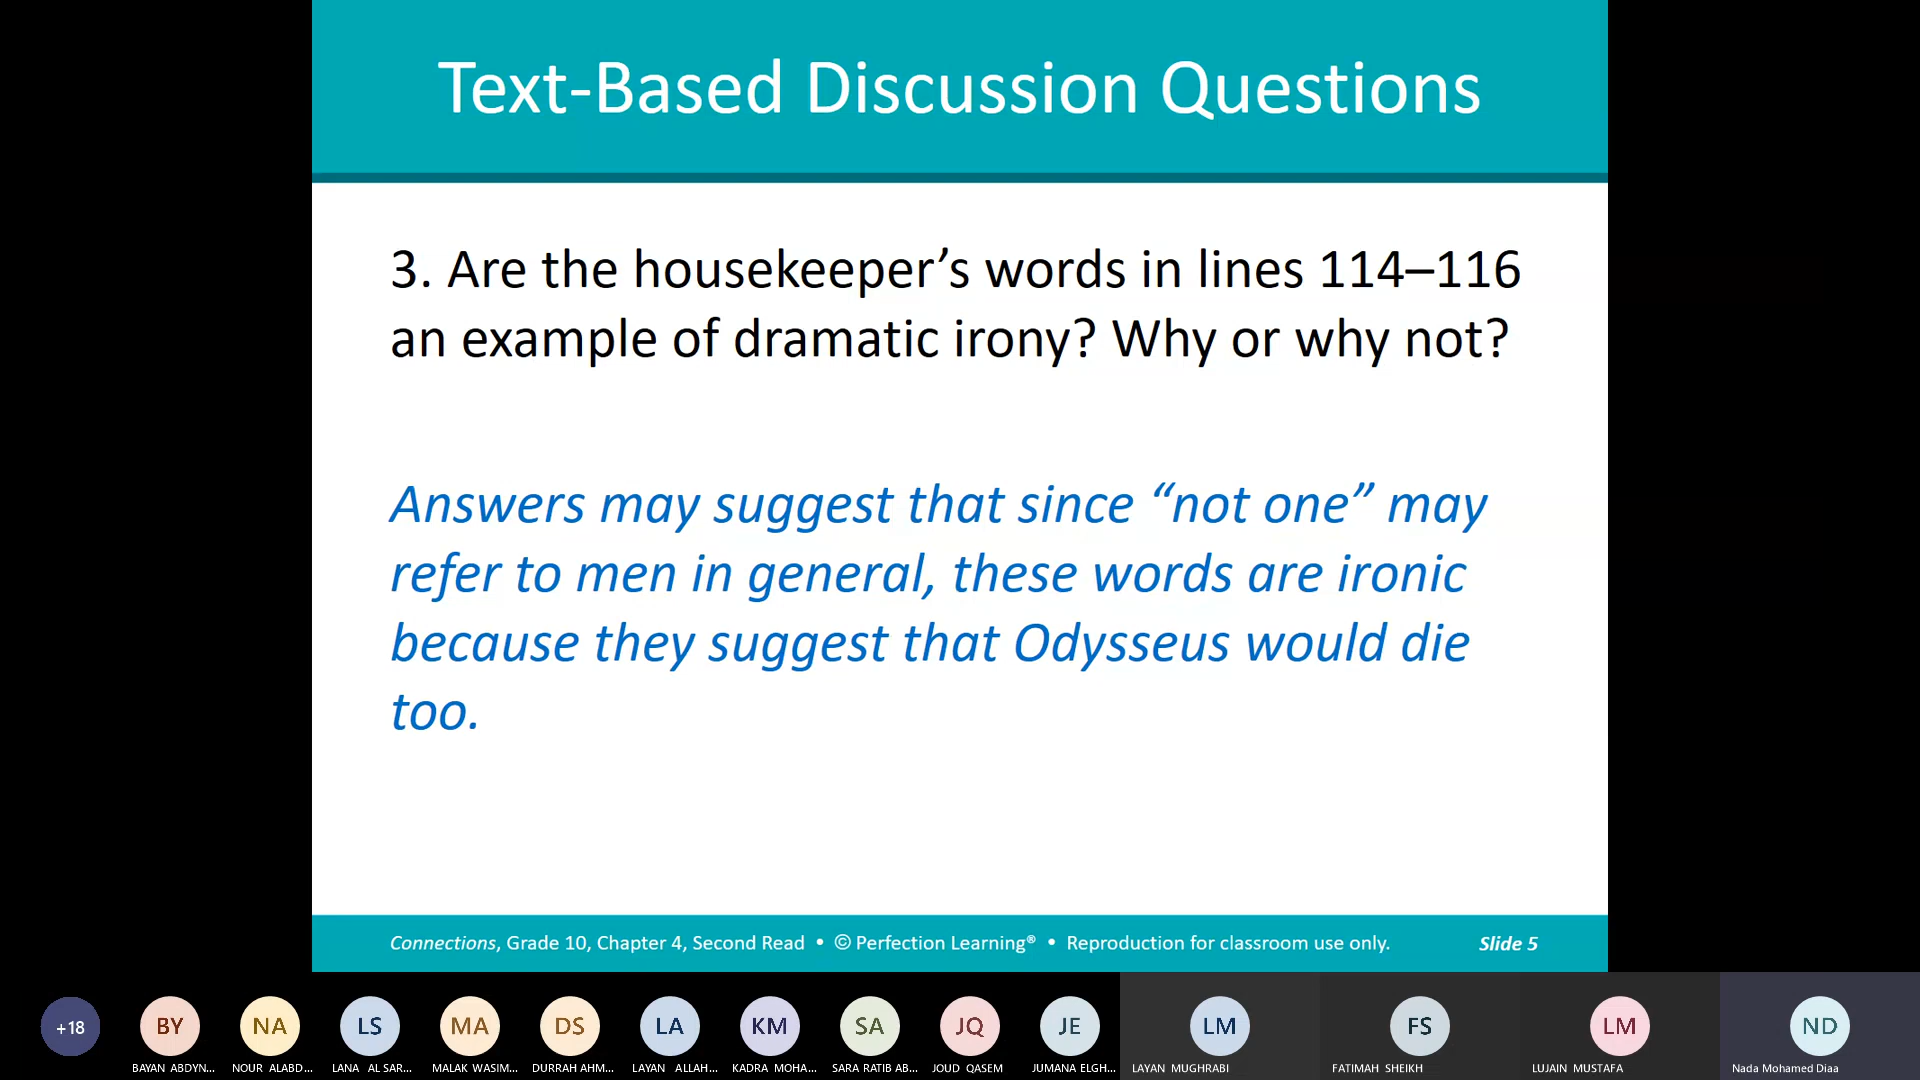 Text-Based Discussion Questions
3. Are the housekeeper’s words in lines 114–116
an example of dramatic irony? Why or why not?
Answers may suggest that since “not one” may
refer to men in general, these words are ironic
because they suggest that Odysseus would die
too.
Connections, Grade 10, Chapter 4, Second Read • © Perfection Learning® • Reproduction for classroom use only. Slide 5
+18 BY NA LS MA DS LA KM SA JQ JE LM FS LM ND
BAYAN ABDYN... NOUR ALABD... LANA AL SAR... MALAK WASIM... DURRAH AHM... LAYAN ALLAH... KADRA MOHA... SARA RATIB AB... JOUD QASEM JUMANA ELGH... LAYAN MUGHRABI FATIMAH SHEIKH LUJAIN MUSTAFA Nada Mohamed Diaa